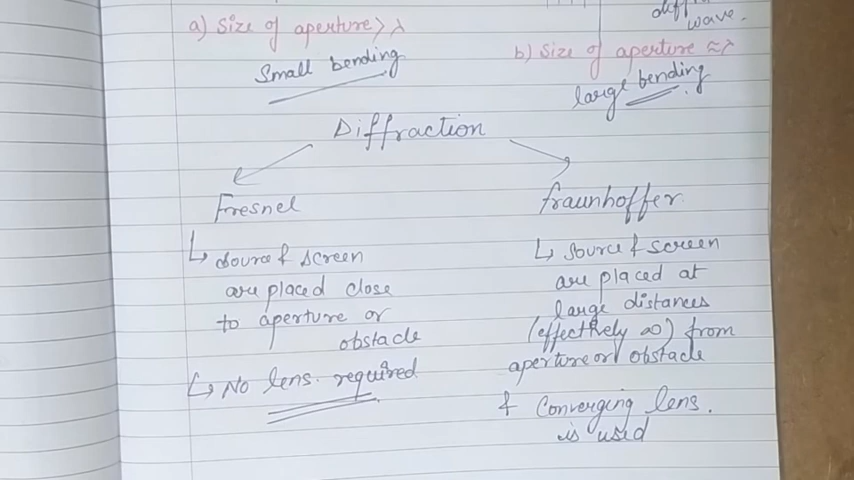 a) Size of aperture > λ
Small bending
wave.
b) Size of aperture ≈ λ
large bending
Diffraction
Fresnel
↳ Source & Screen
are placed close
to aperture or
obstacle
↳ No lens required
fraunhoffer
↳ Source & screen
are placed at
large distances
(effectively ∞) from
aperture or obstacle
& Converging lens.
is used